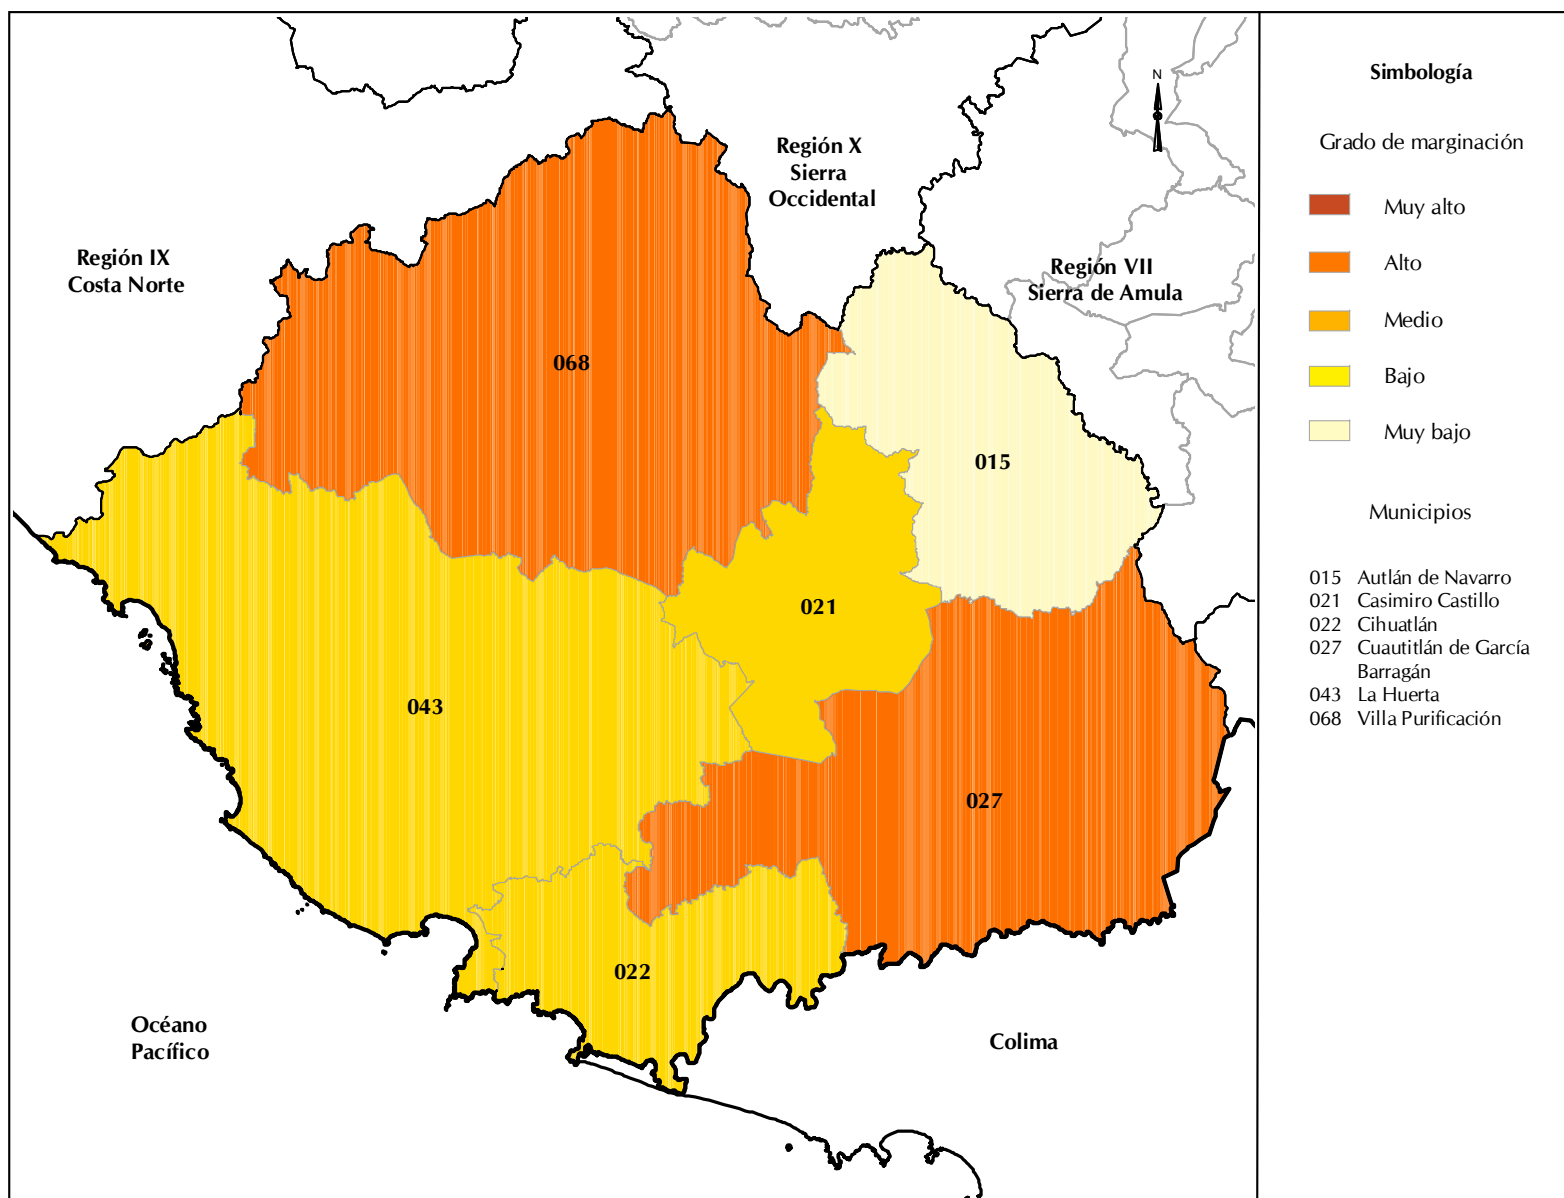 Región X
Sierra
Occidental
Región IX
Costa Norte
Región VII
Sierra de Amula
068
015
021
043
027
022
Océano
Pacífico
Colima
N
Simbología
Grado de marginación
Muy alto
Alto
Medio
Bajo
Muy bajo
Municipios
015 Autlán de Navarro
021 Casimiro Castillo
022 Cihuatlán
027 Cuautitlán de García
Barragán
043 La Huerta
068 Villa Purificación